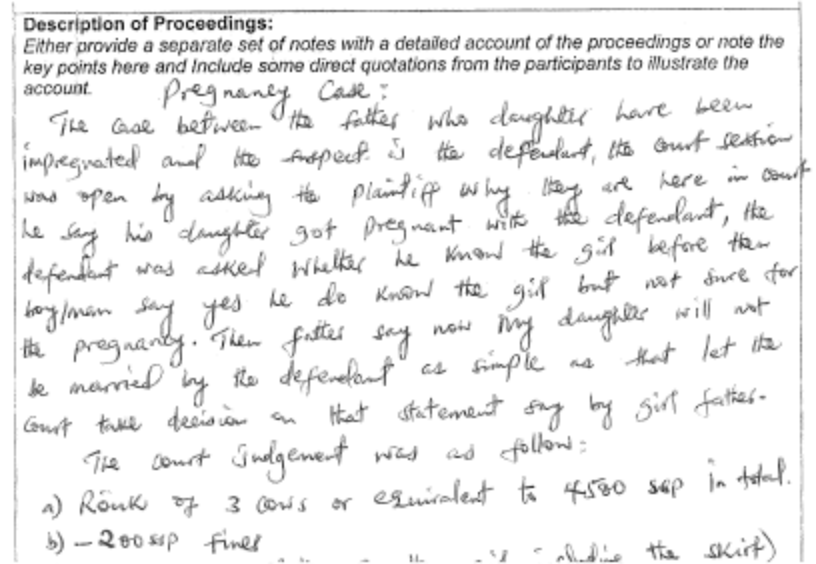 Description of Proceedings:
Either provide a separate set of notes with a detailed account of the proceedings or note the
key points here and Include some direct quotations from the participants to illustrate the
account.
Pregnancy Case:
The Case between the father who daughter have been
impregnated and the suspect is the defendant, the court session
was open by asking the plaintiff why they are here in court
he say his daughter got pregnant with the defendant, the
defendant was asked whether he know the girl before then
boy/man say yes he do know the girl but not sure for
the pregnancy. Then father say now my daughter will not
be married by the defendant as simple as that let the
Court take decision on that statement say by girl father.
The court judgement was as follow:
a) Rouk of 3 cows or equivalent to 4,580 ssp in total.
b) - 200 ssp fines
the skirt)